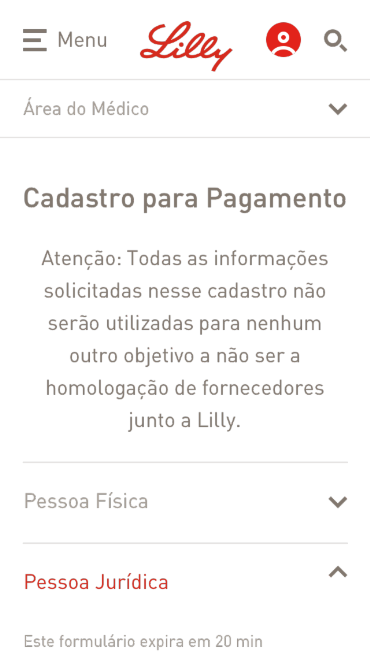 Menu
Lilly
Área do Médico
Cadastro para Pagamento
Atenção: Todas as informações
solicitadas nesse cadastro não
serão utilizadas para nenhum
outro objetivo a não ser a
homologação de fornecedores
junto a Lilly.
Pessoa Física
Pessoa Jurídica
Este formulário expira em 20 min